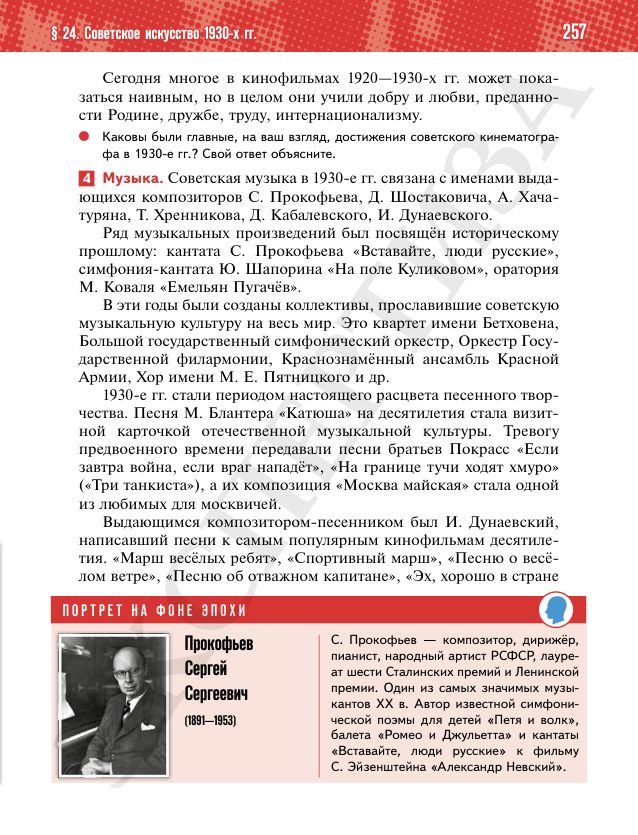 § 24. Советское искусство 1930-х гг.
257
Сегодня многое в кинофильмах 1920—1930-х гг. может пока-
заться наивным, но в целом они учили добру и любви, преданно-
сти Родине, дружбе, труду, интернационализму.
Каковы были главные, на ваш взгляд, достижения советского кинематогра-
фа в 1930-е гг.? Свой ответ объясните.
4 Музыка. Советская музыка в 1930-е гг. связана с именами выда-
ющихся композиторов С. Прокофьева, Д. Шостаковича, А. Хача-
туряна, Т. Хренникова, Д. Кабалевского, И. Дунаевского.
Ряд музыкальных произведений был посвящён историческому
прошлому: кантата С. Прокофьева «Вставайте, люди русские»,
симфония-кантата Ю. Шапорина «На поле Куликовом», оратория
М. Коваля «Емельян Пугачёв».
В эти годы были созданы коллективы, прославившие советскую
музыкальную культуру на весь мир. Это квартет имени Бетховена,
Большой государственный симфонический оркестр, Оркестр Госу-
дарственной филармонии, Краснознамённый ансамбль Красной
Армии, Хор имени М. Е. Пятницкого и др.
1930-е гг. стали периодом настоящего расцвета песенного твор-
чества. Песня М. Блантера «Катюша» на десятилетия стала визит-
ной карточкой отечественной музыкальной культуры. Тревогу
предвоенного времени передавали песни братьев Покрасс «Если
завтра война, если враг нападёт», «На границе тучи ходят хмуро»
(«Три танкиста»), а их композиция «Москва майская» стала одной
из любимых для москвичей.
Выдающимся композитором-песенником был И. Дунаевский,
написавший песни к самым популярным кинофильмам десятиле-
тия. «Марш весёлых ребят», «Спортивный марш», «Песню о весё-
лом ветре», «Песню об отважном капитане», «Эх, хорошо в стране
ПОРТРЕТ НА ФОНЕ ЭПОХИ
Прокофьев
Сергей
Сергеевич
(1891—1953)
С. Прокофьев — композитор, дирижёр,
пианист, народный артист РСФСР, лауре-
ат шести Сталинских премий и Ленинской
премии. Один из самых значимых музы-
кантов XX в. Автор известной симфони-
ческой поэмы для детей «Петя и волк»,
балета «Ромео и Джульетта» и кантаты
«Вставайте, люди русские» к фильму
С. Эйзенштейна «Александр Невский».
ЭКСПЕРТИЗА